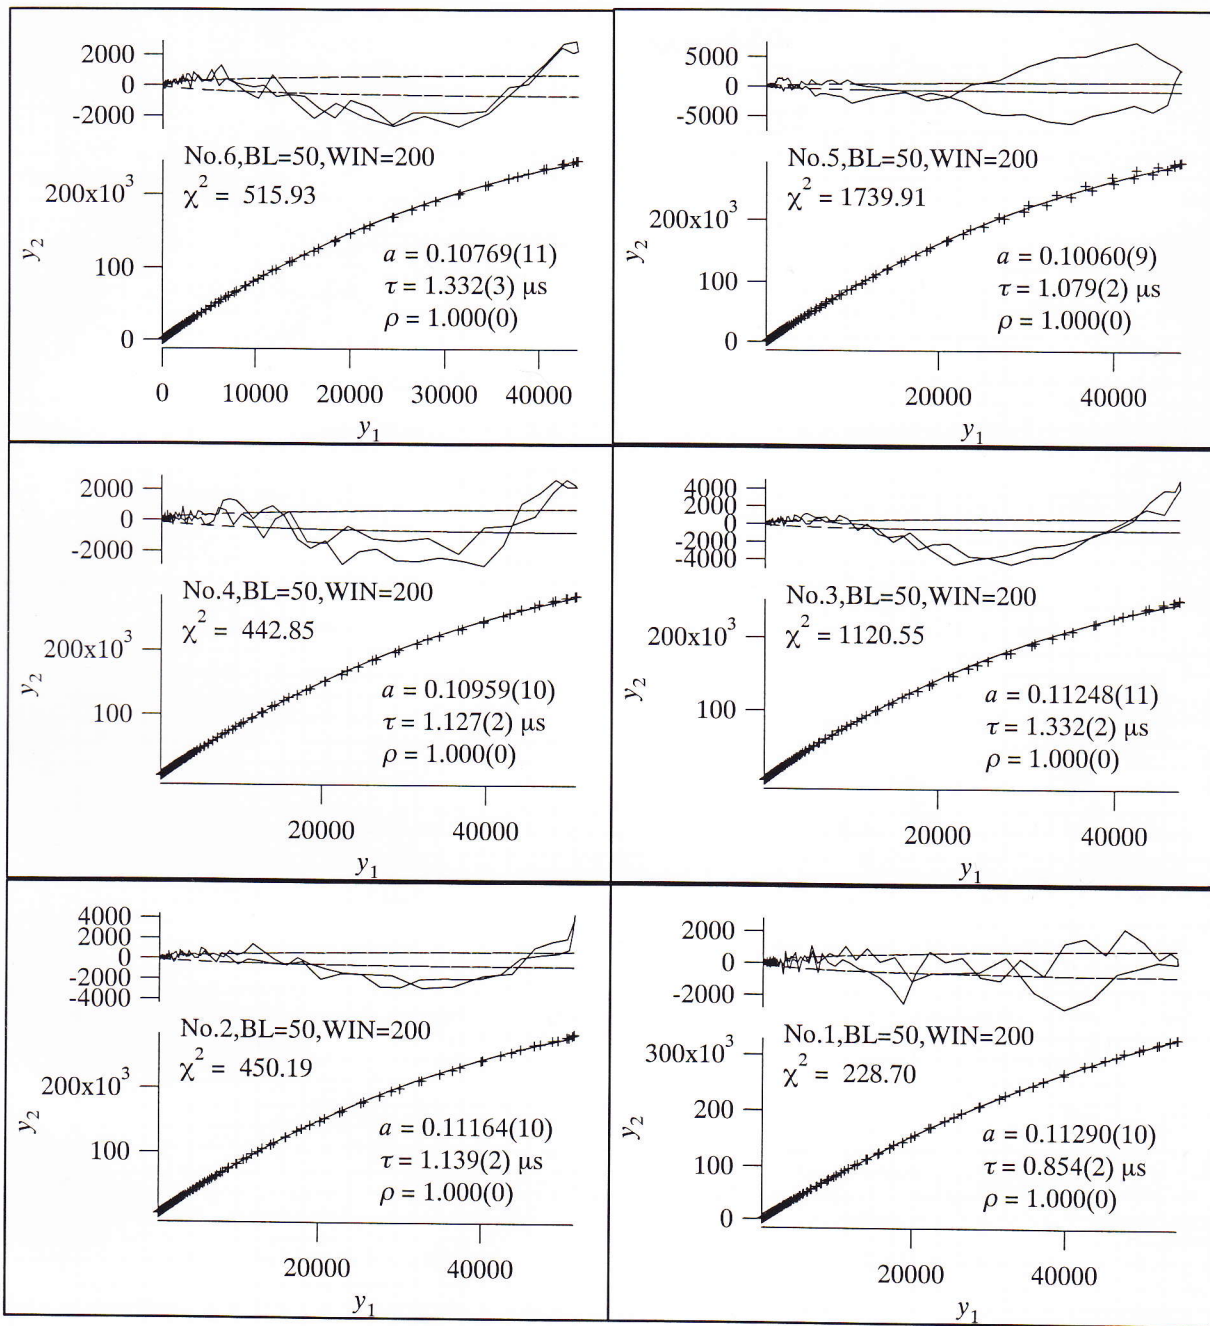 2000
0
-2000
No.6,BL=50,WIN=200
χ² = 515.93
200x10³
100
0
y₂
a = 0.10769(11)
τ = 1.332(3) μs
ρ = 1.000(0)
0 10000 20000 30000 40000
y₁
5000
0
-5000
No.5,BL=50,WIN=200
χ² = 1739.91
200x10³
100
0
y₂
a = 0.10060(9)
τ = 1.079(2) μs
ρ = 1.000(0)
20000 40000
y₁
2000
0
-2000
No.4,BL=50,WIN=200
χ² = 442.85
200x10³
100
y₂
a = 0.10959(10)
τ = 1.127(2) μs
ρ = 1.000(0)
20000 40000
y₁
4000
2000
0
-2000
-4000
No.3,BL=50,WIN=200
χ² = 1120.55
200x10³
100
y₂
a = 0.11248(11)
τ = 1.332(2) μs
ρ = 1.000(0)
20000 40000
y₁
4000
2000
0
-2000
-4000
No.2,BL=50,WIN=200
χ² = 450.19
200x10³
100
y₂
a = 0.11164(10)
τ = 1.139(2) μs
ρ = 1.000(0)
20000 40000
y₁
2000
0
-2000
No.1,BL=50,WIN=200
χ² = 228.70
300x10³
200
100
0
y₂
a = 0.11290(10)
τ = 0.854(2) μs
ρ = 1.000(0)
20000 40000
y₁